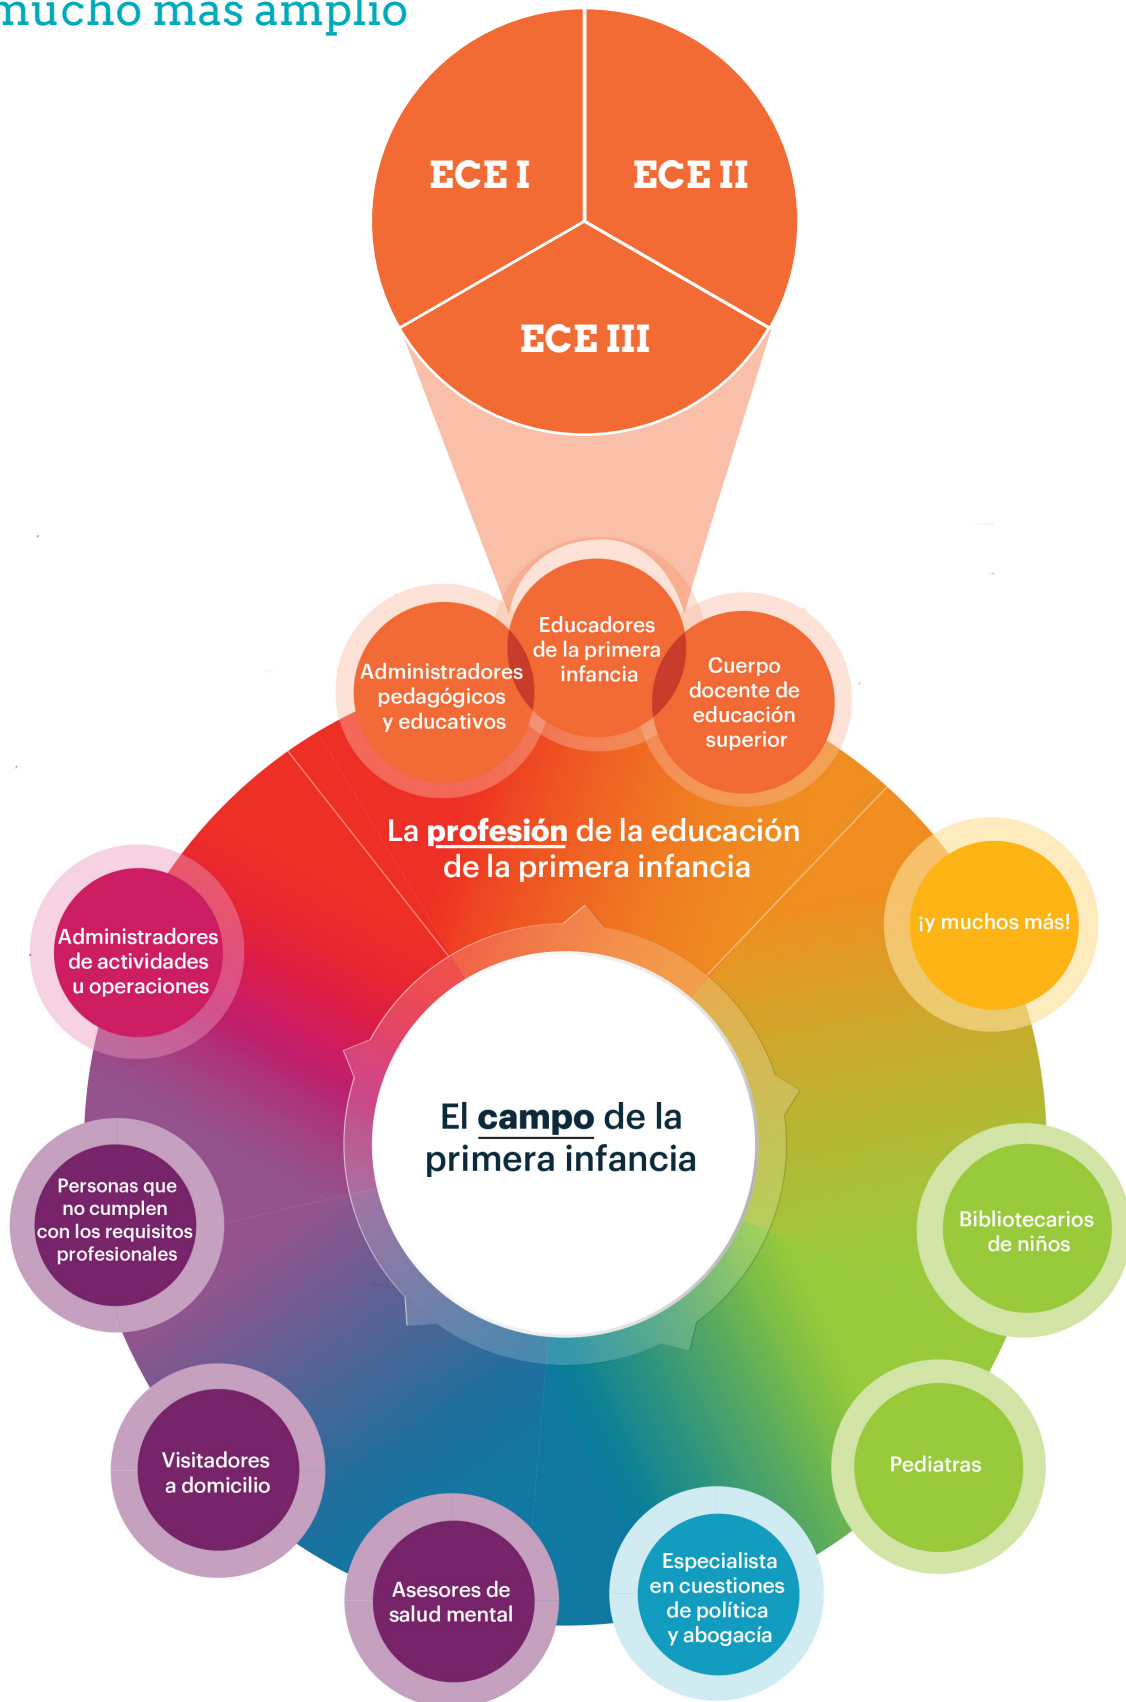 mucho más amplio
ECE I
ECE II
ECE III
Educadores
de la primera
infancia
Administradores
pedagógicos
y educativos
Cuerpo
docente de
educación
superior
La profesión de la educación
de la primera infancia
¡y muchos más!
Administradores
de actividades
u operaciones
El campo de la
primera infancia
Personas que
no cumplen
con los requisitos
profesionales
Bibliotecarios
de niños
Visitadores
a domicilio
Pediatras
Asesores de
salud mental
Especialista
en cuestiones
de política
y abogacía